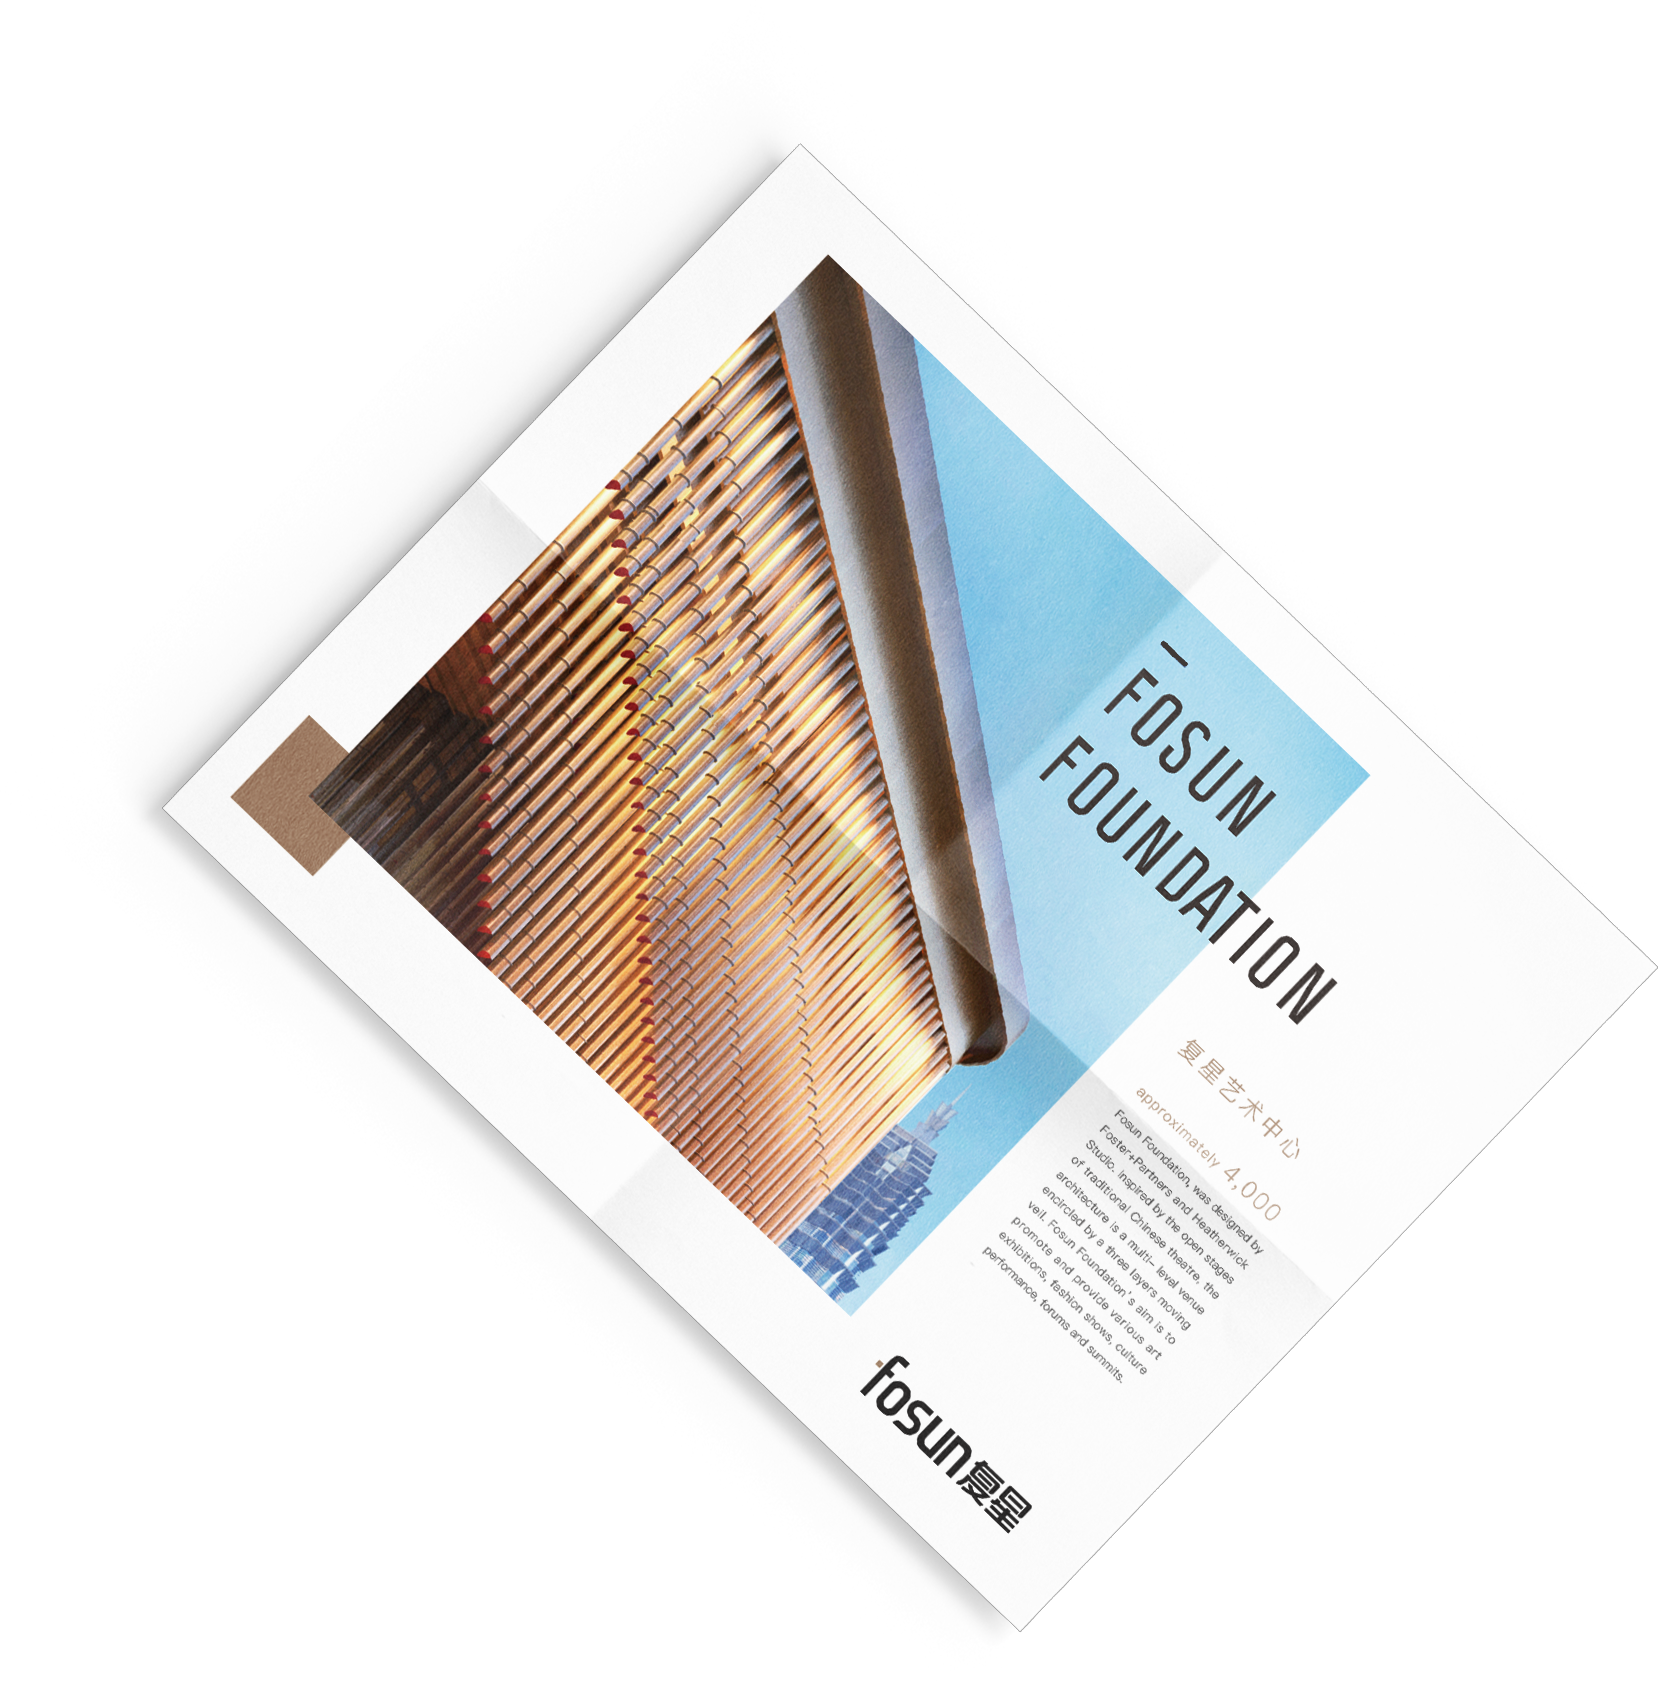 FOSUN
FOUNDATION
复星艺术中心
approximately 4,000
Fosun Foundation, was designed by
Foster+Partners and Heatherwick
Studio. inspired by the open stages
of traditional Chinese theatre, the
architecture is a multi- level venue
encircled by a three layers moving
veil. Fosun Foundation's aim is to
promote and provide various art
exhibitions, fashion shows, culture
performance, forums and summits.
fosun复星